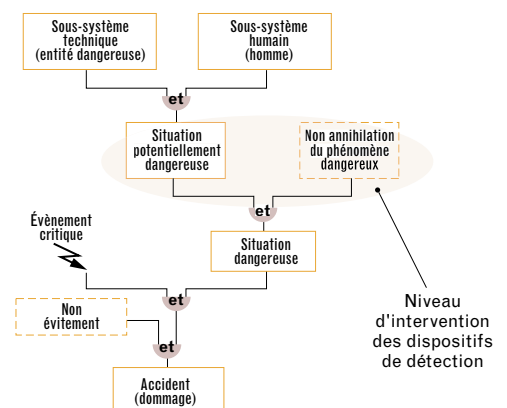 Sous-système
technique
(entité dangereuse)
Sous-système
humain
(homme)
et
Situation
potentiellement
dangereuse
Non annihilation
du phénomène
dangereux
et
Évènement
critique
Situation
dangereuse
et
Non
évitement
et
Accident
(dommage)
Niveau
d'intervention
des dispositifs
de détection